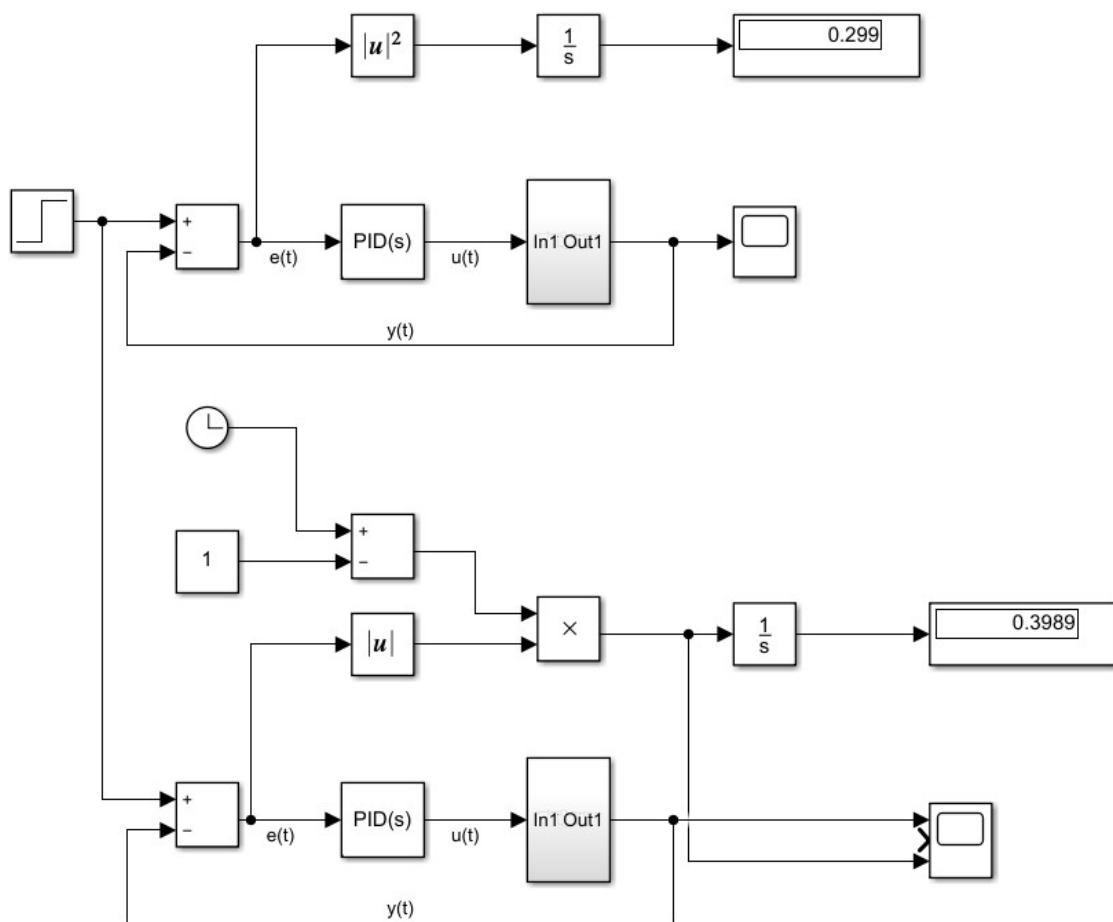 |u|²
1
s
0.299
+
−
e(t)
PID(s)
u(t)
In1 Out1
y(t)
+
−
1
×
|u|
1
s
0.3989
+
−
e(t)
PID(s)
u(t)
In1 Out1
y(t)